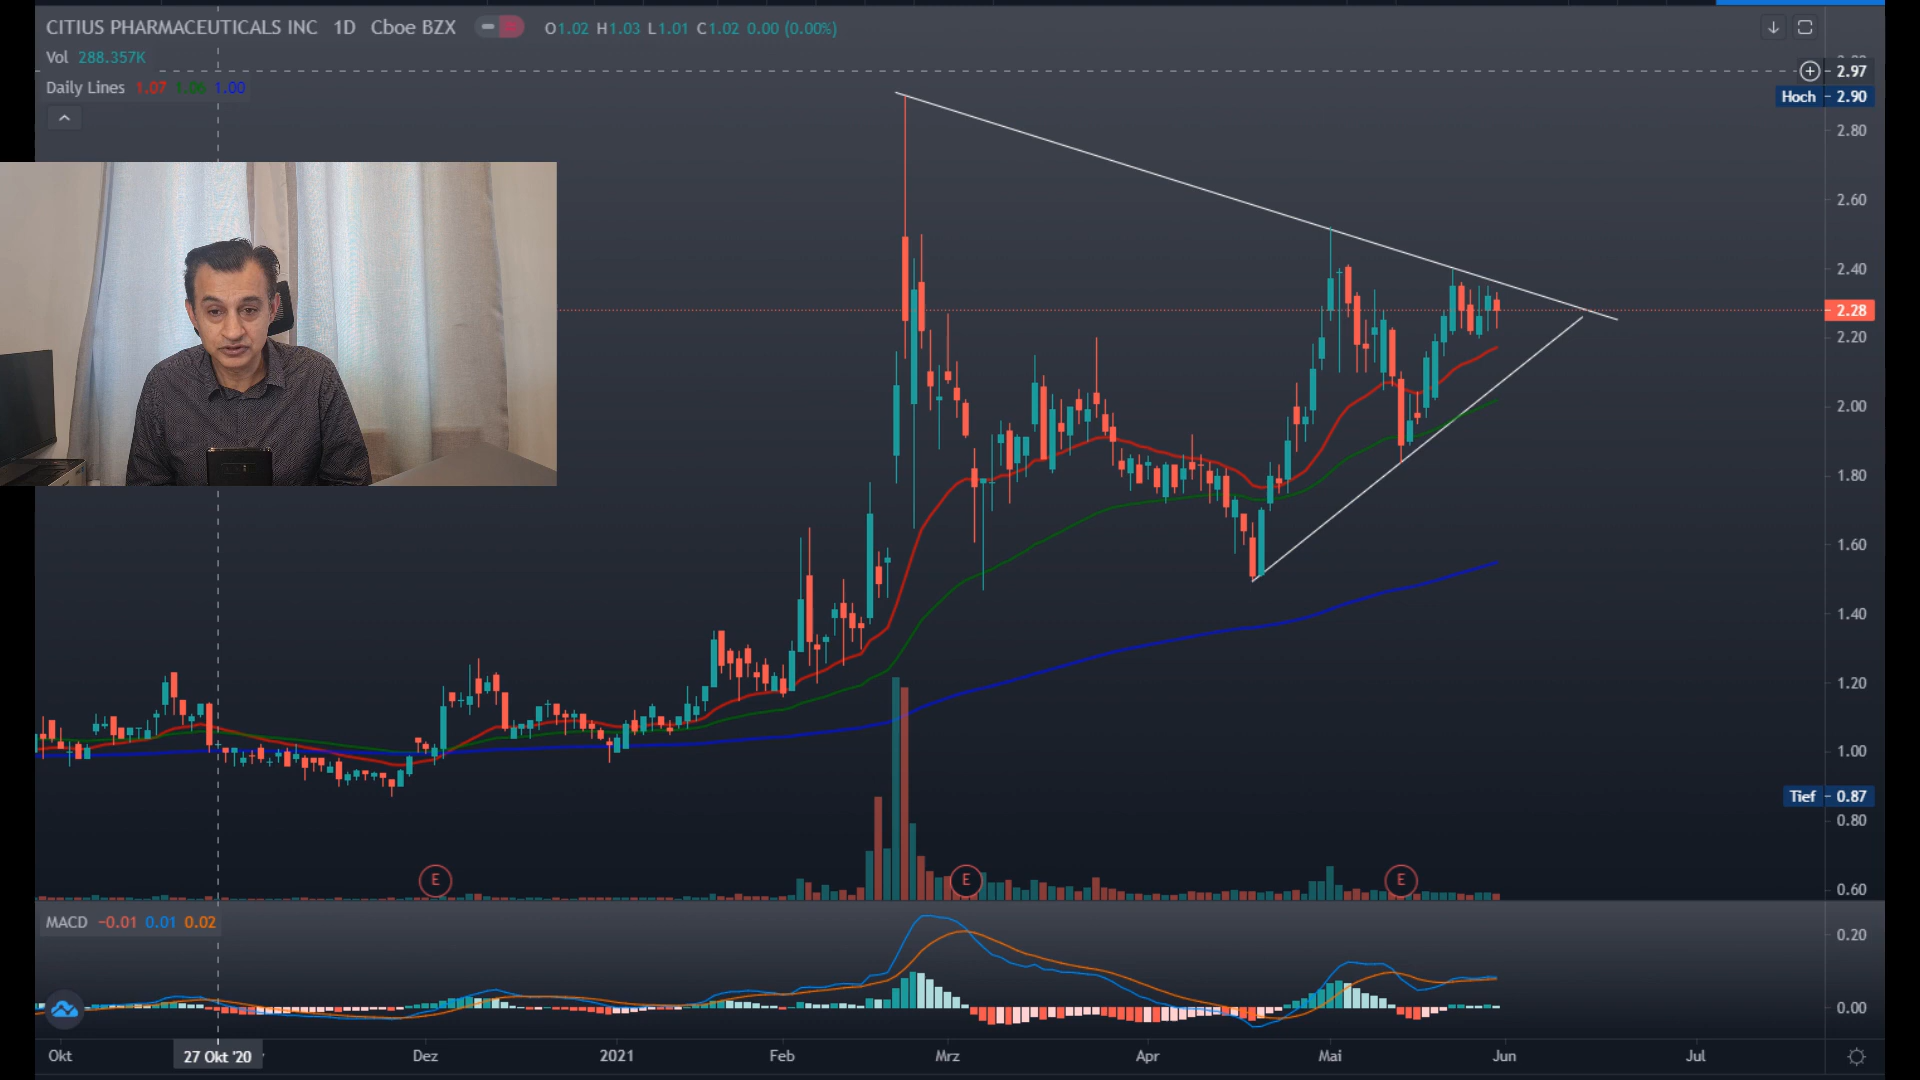 CITIUS PHARMACEUTICALS INC 1D Cboe BZX O1.02 H1.03 L1.01 C1.02 0.00 (0.00%)
Vol 288.357K
Daily Lines 1.07 1.06 1.00
2.97
Hoch 2.90
2.80
2.60
2.40
2.28
2.20
2.00
1.80
1.60
1.40
1.20
1.00
Tief 0.87
0.80
0.60
E E E
MACD −0.01 0.01 0.02
0.20
0.00
Okt 27 Okt '20 Dez 2021 Feb Mrz Apr Mai Jun Jul